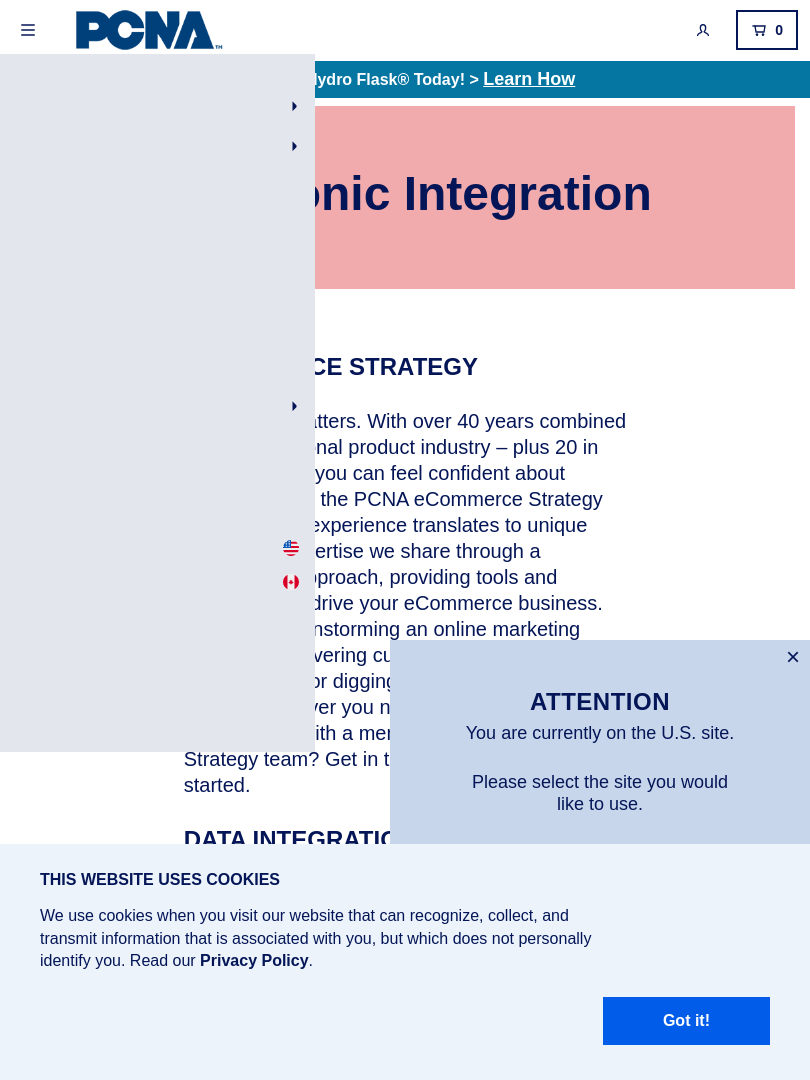 PCNA™
0
Hydro Flask® Today! > Learn How
onic Integration
CE STRATEGY
atters. With over 40 years combined
onal product industry – plus 20 in
you can feel confident about
the PCNA eCommerce Strategy
experience translates to unique
ertise we share through a
pproach, providing tools and
drive your eCommerce business.
nstorming an online marketing
vering cu
or digging
ver you n
ith a mer
Strategy team? Get in t
started.
DATA INTEGRATIO
×
ATTENTION
You are currently on the U.S. site.
Please select the site you would
like to use.
THIS WEBSITE USES COOKIES
We use cookies when you visit our website that can recognize, collect, and
transmit information that is associated with you, but which does not personally
identify you. Read our Privacy Policy.
Got it!